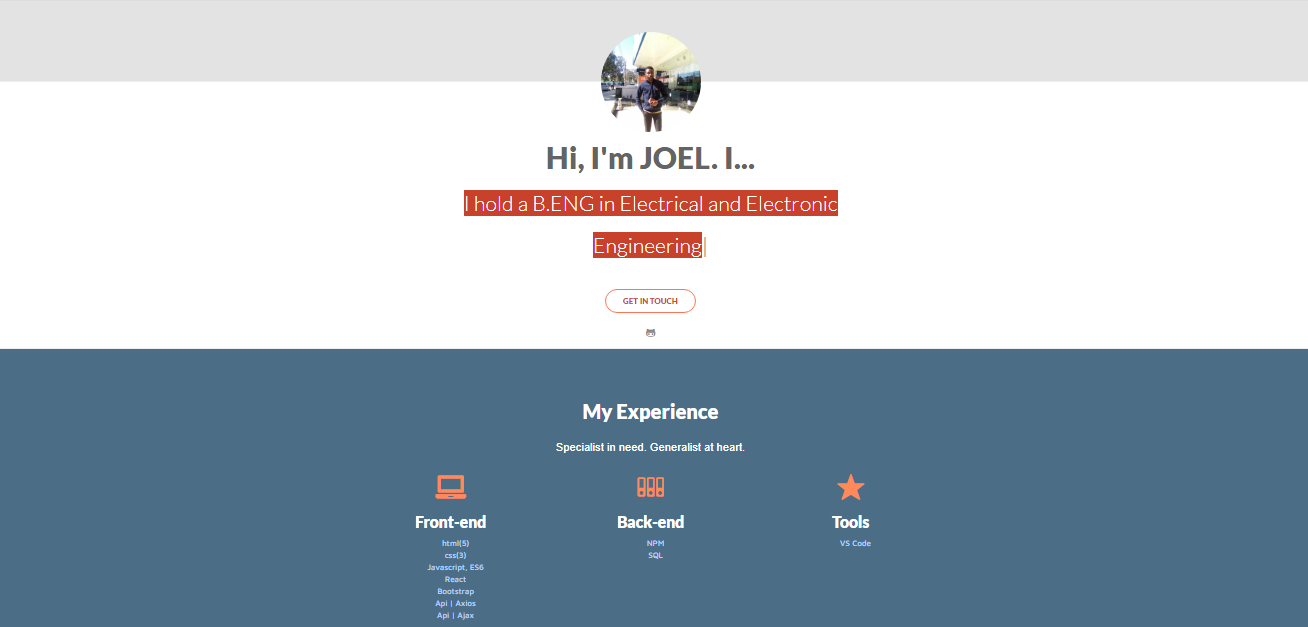 Hi, I'm JOEL. I...
I hold a B.ENG in Electrical and Electronic
Engineering
GET IN TOUCH
My Experience
Specialist in need. Generalist at heart.
Front-end
html(5)
css(3)
Javascript, ES6
React
Bootstrap
Api | Axios
Api | Ajax
Back-end
NPM
SQL
Tools
VS Code